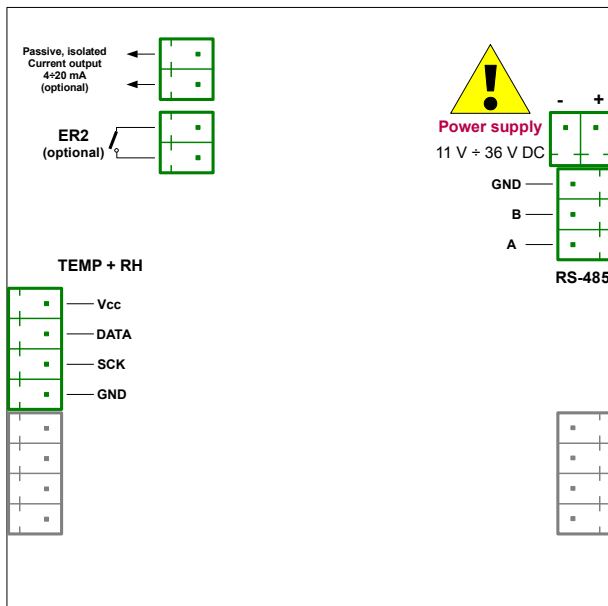 Passive, isolated
Current output
4÷20 mA
(optional)
ER2
(optional)
- +
Power supply
11 V ÷ 36 V DC
GND
B
A
RS-485
TEMP + RH
Vcc
DATA
SCK
GND